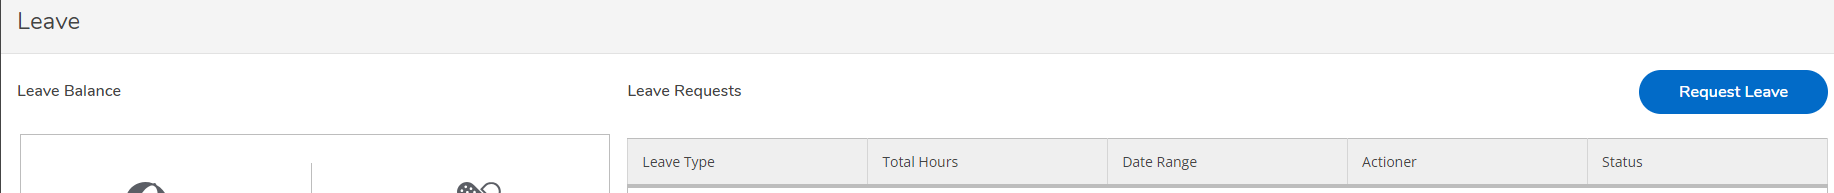 Leave
Leave Balance
Leave Requests
Request Leave
Leave Type
Total Hours
Date Range
Actioner
Status